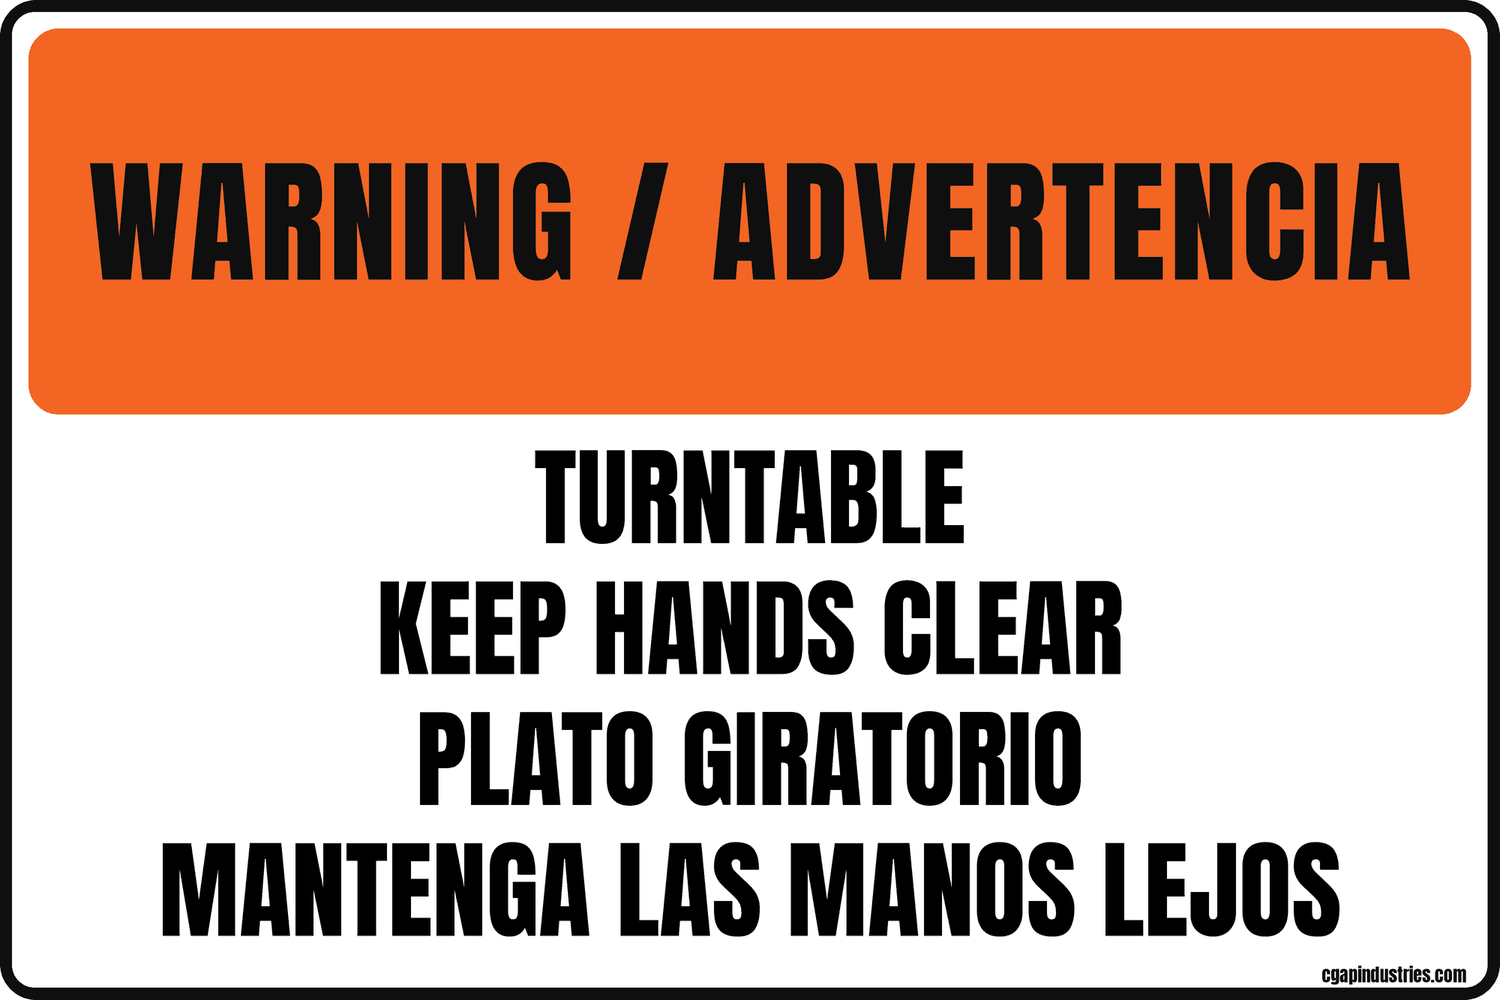 WARNING / ADVERTENCIA
TURNTABLE
KEEP HANDS CLEAR
PLATO GIRATORIO
MANTENGA LAS MANOS LEJOS
cgapindustries.com